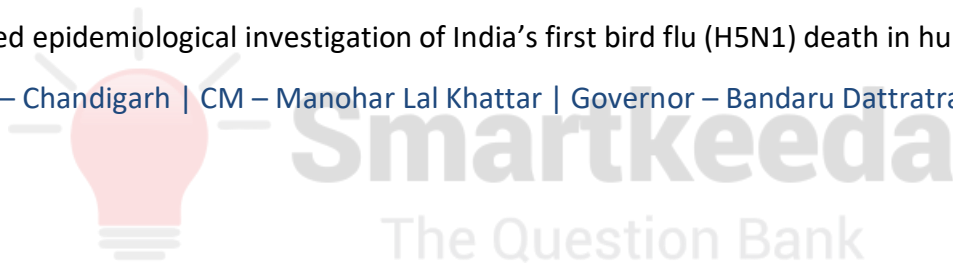 ed epidemiological investigation of India's first bird flu (H5N1) death in hu
– Chandigarh | CM – Manohar Lal Khattar | Governor – Bandaru Dattratra
Smartkeeda
The Question Bank